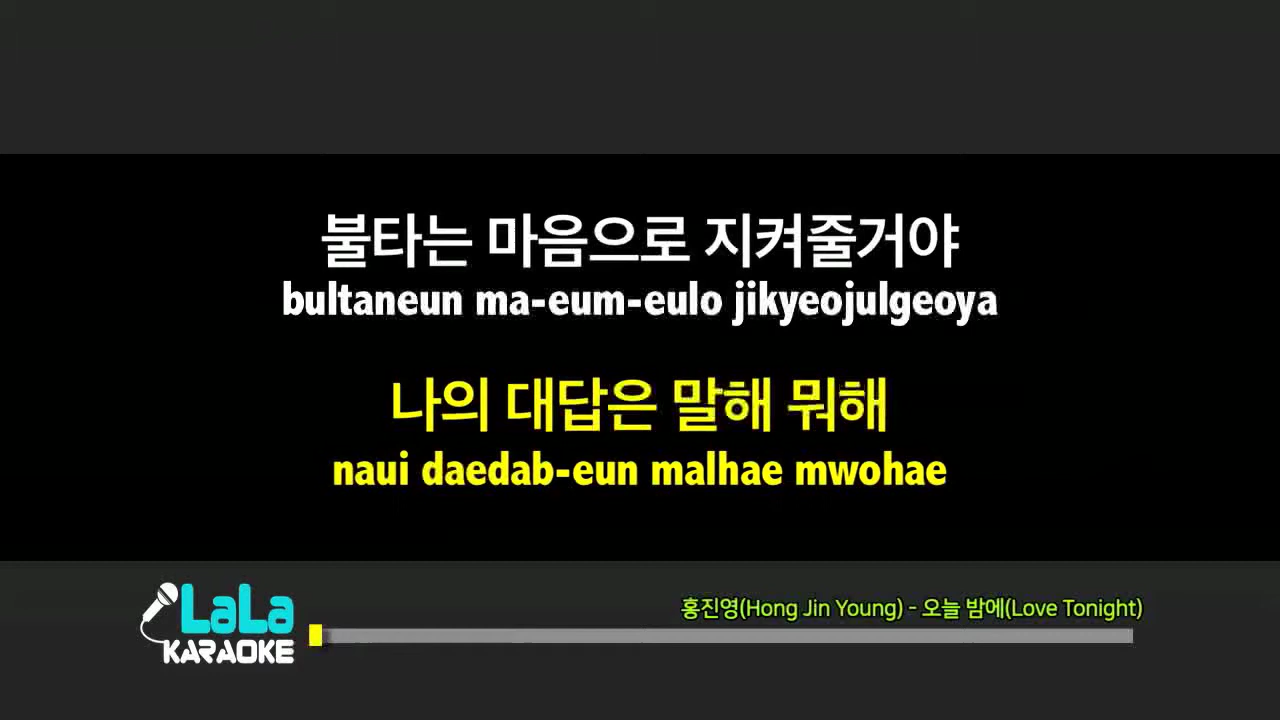 불타는 마음으로 지켜줄거야
bultaneun ma-eum-eulo jikyeojulgeoya
나의 대답은 말해 뭐해
naui daedab-eun malhae mwohae
LaLa
KARAOKE
홍진영(Hong Jin Young) - 오늘 밤에(Love Tonight)